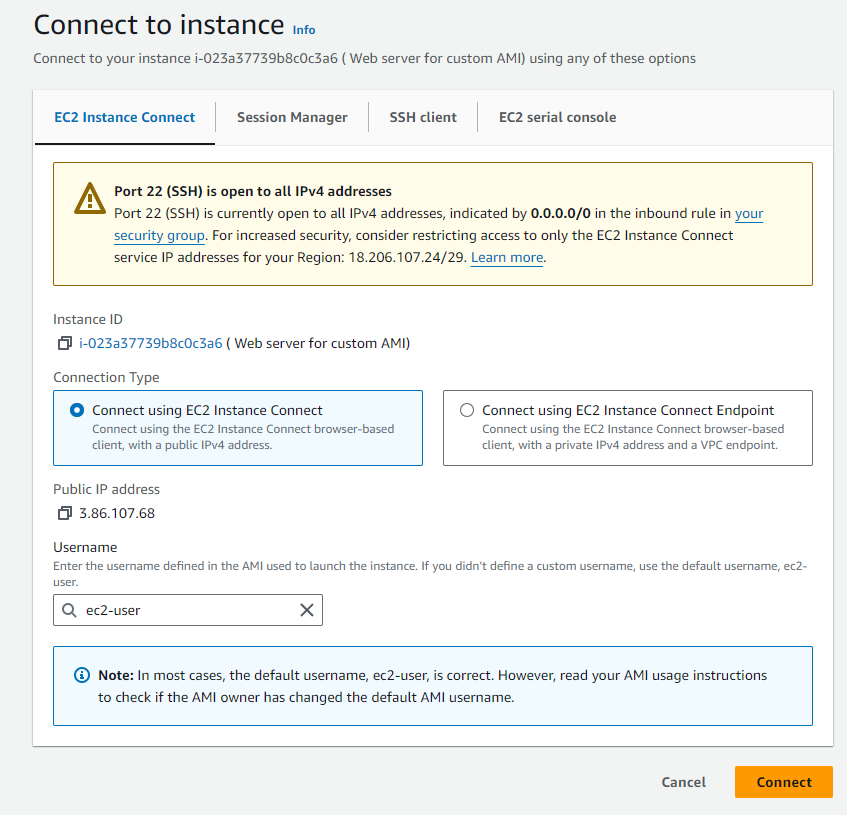 Connect to instance Info
Connect to your instance i-023a37739b8c0c3a6 ( Web server for custom AMI) using any of these options
EC2 Instance Connect
Session Manager
SSH client
EC2 serial console
Port 22 (SSH) is open to all IPv4 addresses
Port 22 (SSH) is currently open to all IPv4 addresses, indicated by 0.0.0.0/0 in the inbound rule in your
security group. For increased security, consider restricting access to only the EC2 Instance Connect
service IP addresses for your Region: 18.206.107.24/29. Learn more.
Instance ID
i-023a37739b8c0c3a6 ( Web server for custom AMI)
Connection Type
Connect using EC2 Instance Connect
Connect using the EC2 Instance Connect browser-based
client, with a public IPv4 address.
Connect using EC2 Instance Connect Endpoint
Connect using the EC2 Instance Connect browser-based
client, with a private IPv4 address and a VPC endpoint.
Public IP address
3.86.107.68
Username
Enter the username defined in the AMI used to launch the instance. If you didn't define a custom username, use the default username, ec2-
user.
ec2-user
Note: In most cases, the default username, ec2-user, is correct. However, read your AMI usage instructions
to check if the AMI owner has changed the default AMI username.
Cancel
Connect